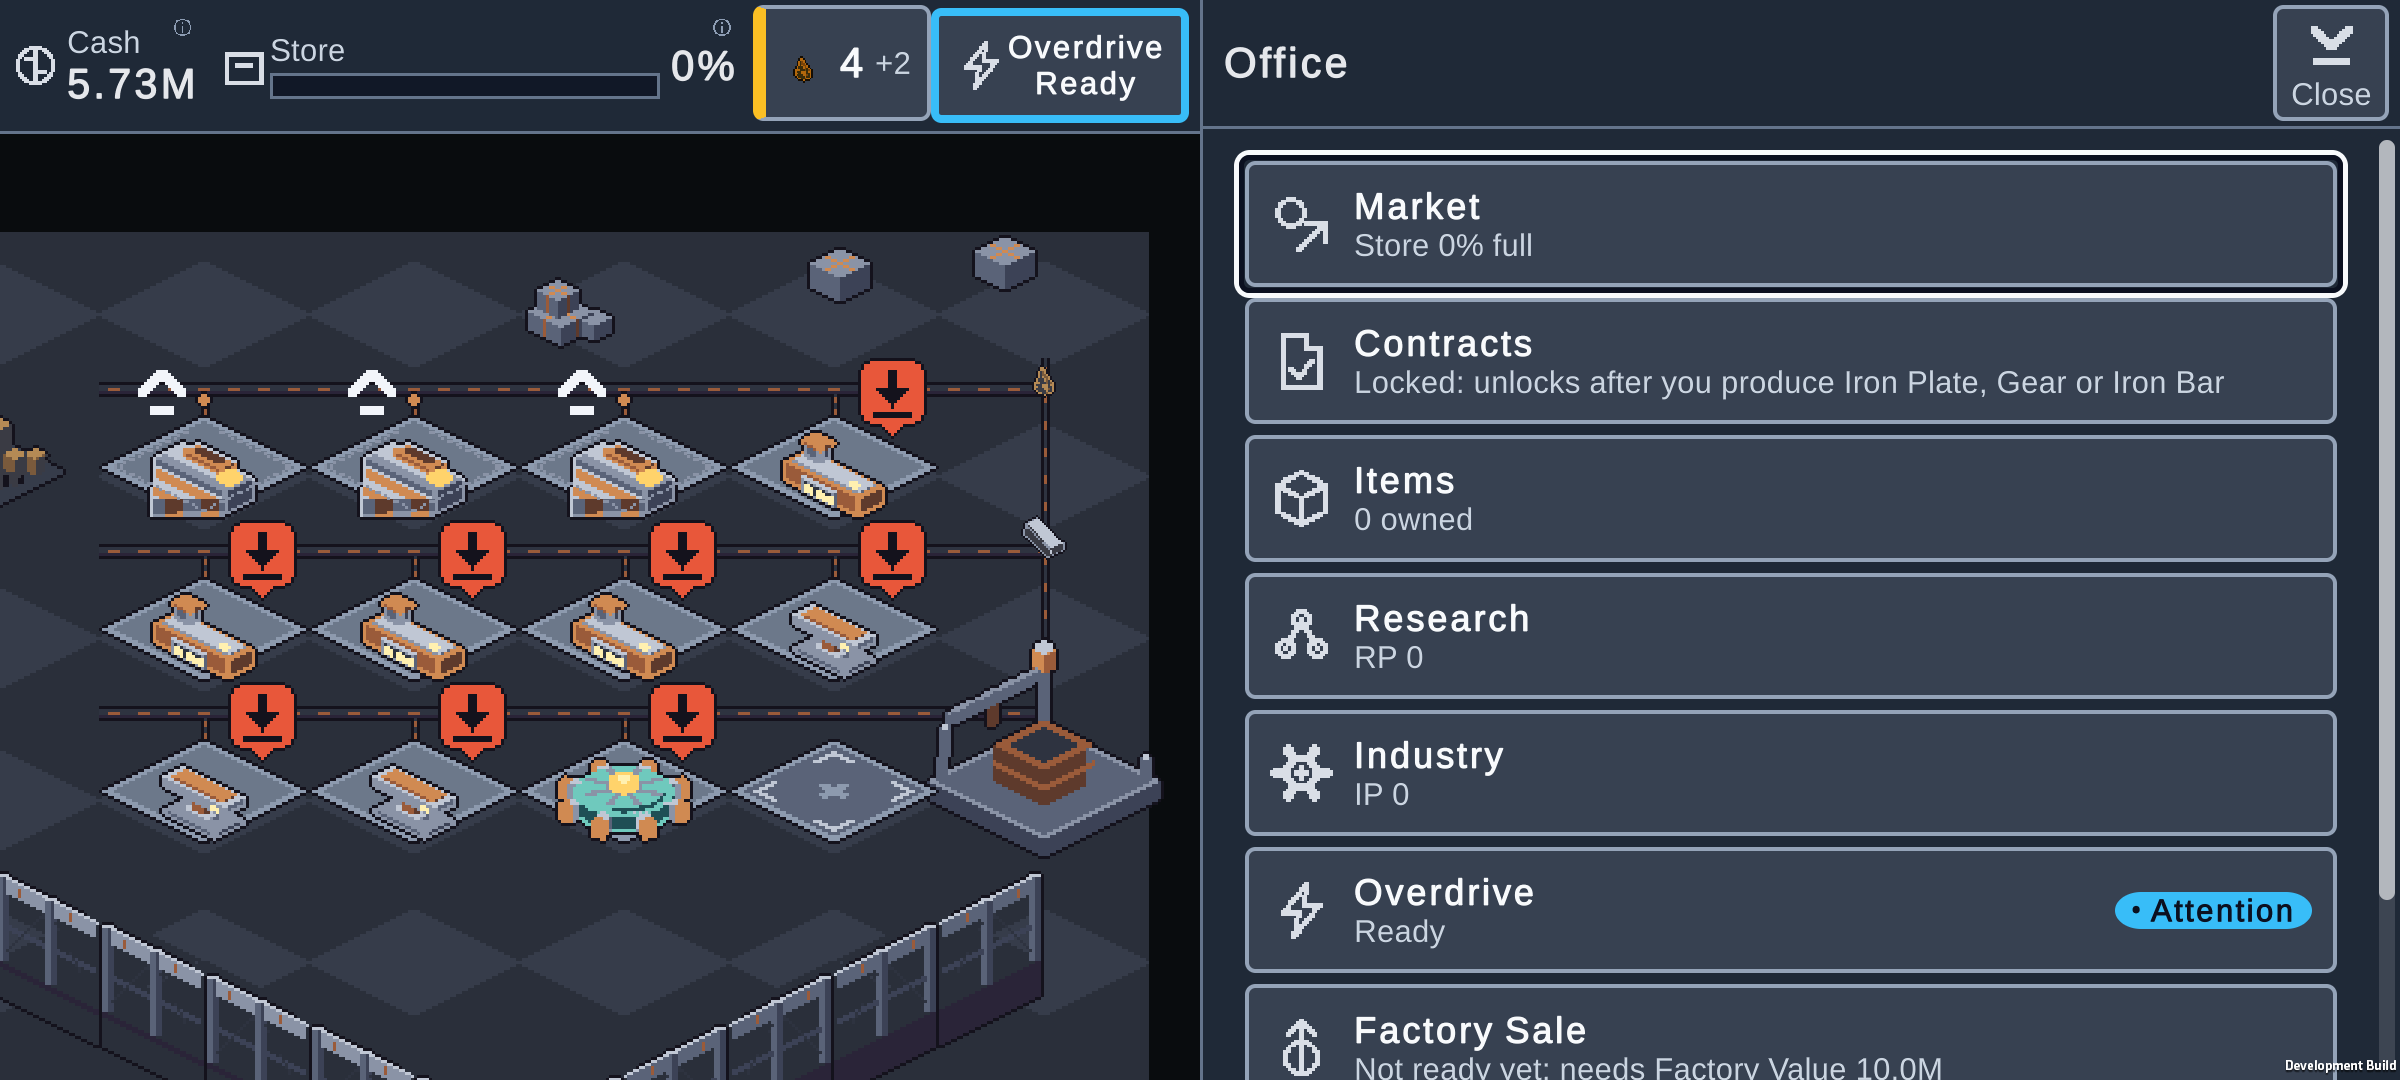 Cash
5.73M
Store
0%
4 +2
Overdrive
Ready
Office
Close
Market
Store 0% full
Contracts
Locked: unlocks after you produce Iron Plate, Gear or Iron Bar
Items
0 owned
Research
RP 0
Industry
IP 0
Overdrive
Ready
• Attention
Factory Sale
Not ready yet: needs Factory Value 10.0M
Development Build